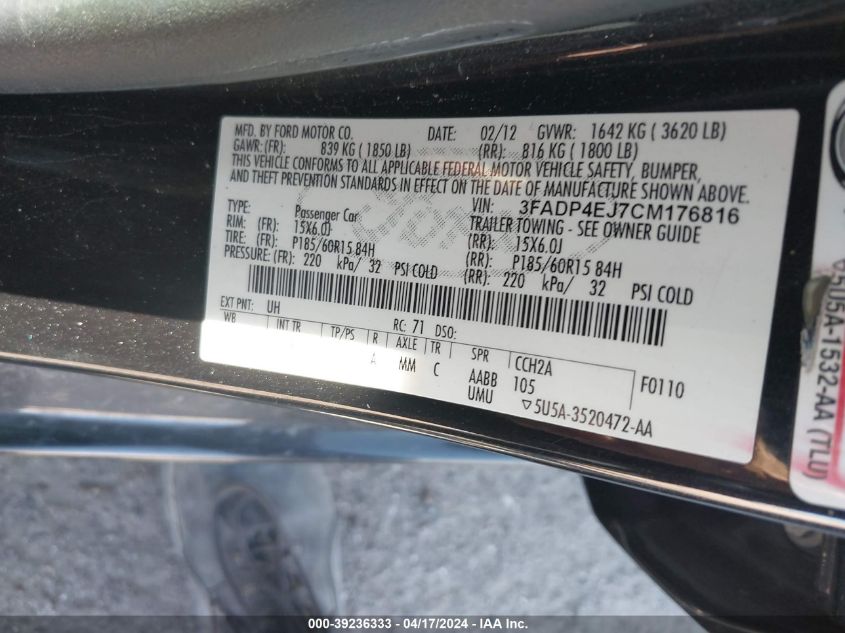 MFD. BY FORD MOTOR CO. DATE: 02/12 GVWR: 1642 KG ( 3620 LB)
GAWR: (FR): 839 KG ( 1850 LB) (RR): 816 KG ( 1800 LB)
THIS VEHICLE CONFORMS TO ALL APPLICABLE FEDERAL MOTOR VEHICLE SAFETY, BUMPER,
AND THEFT PREVENTION STANDARDS IN EFFECT ON THE DATE OF MANUFACTURE SHOWN ABOVE.
VIN: 3FADP4EJ7CM176816
TYPE: Passenger Car TRAILER TOWING - SEE OWNER GUIDE
RIM: (FR): 15X6.0J (RR): 15X6.0J
TIRE: (FR): P185/60R15 84H (RR): P185/60R15 84H
PRESSURE: (FR): 220 kPa/ 32 PSI COLD (RR): 220 kPa/ 32 PSI COLD
EXT PNT: UH RC: 71 DSO:
WB INT TR TP/PS R AXLE TR SPR CCH2A F0110
A MM C AABB 105
UMU ▽5U5A-3520472-AA
5U5A-1532-AA (7LU)
000-39236333 / 04/17/2024 - IAA Inc.